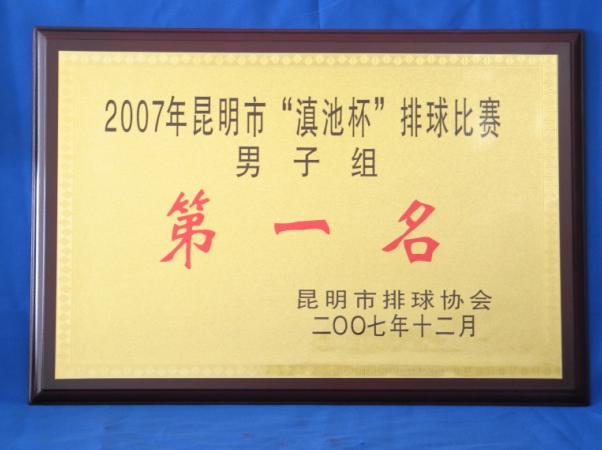 2007年昆明市“滇池杯”排球比赛
男子组
第一名
昆明市排球协会
二〇〇七年十二月